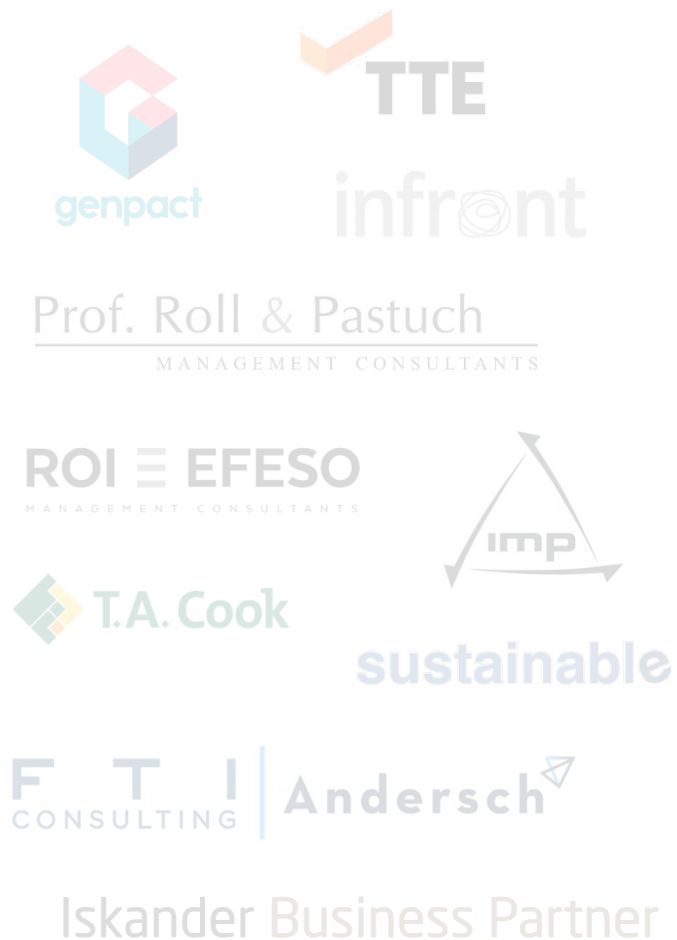 TTE
genpact
infront
Prof. Roll & Pastuch
MANAGEMENT CONSULTANTS
ROI EFESO
MANAGEMENT CONSULTANTS
imp
T.A. Cook
sustainable
FTI Andersch
CONSULTING
Iskander Business Partner